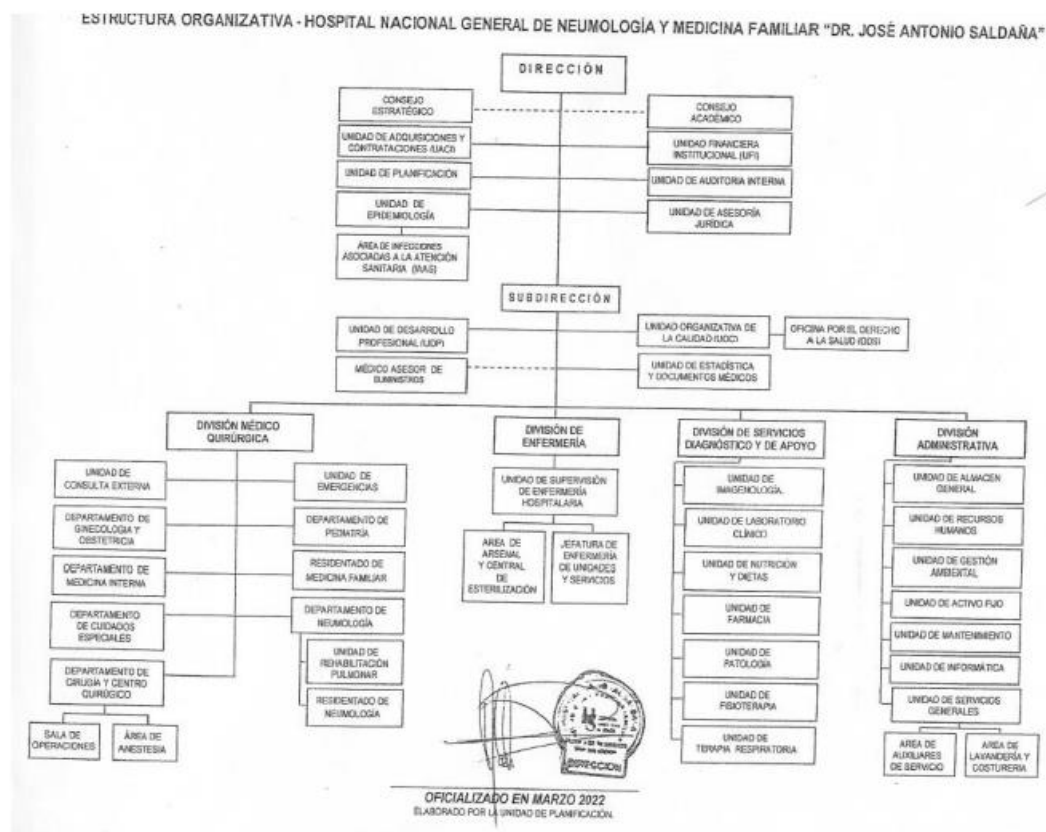 ESTRUCTURA ORGANIZATIVA - HOSPITAL NACIONAL GENERAL DE NEUMOLOGÍA Y MEDICINA FAMILIAR "DR. JOSÉ ANTONIO SALDAÑA"
DIRECCIÓN
CONSEJO
ESTRATÉGICO
CONSEJO
ACADÉMICO
UNIDAD DE ADQUISICIONES Y
CONTRATACIONES (UACI)
UNIDAD FINANCIERA
INSTITUCIONAL (UFI)
UNIDAD DE PLANIFICACIÓN
UNIDAD DE AUDITORIA INTERNA
UNIDAD DE
EPIDEMIOLOGÍA
UNIDAD DE ASESORÍA
JURÍDICA
ÁREA DE INFECCIONES
ASOCIADAS A LA ATENCIÓN
SANITARIA (IAAS)
SUBDIRECCIÓN
UNIDAD DE DESARROLLO
PROFESIONAL (UDP)
UNIDAD ORGANIZATIVA DE
LA CALIDAD (UOC)
OFICINA POR EL DERECHO
A LA SALUD (ODS)
MÉDICO ASESOR DE
SUMINISTROS
UNIDAD DE ESTADÍSTICA
Y DOCUMENTOS MÉDICOS
DIVISIÓN MÉDICO
QUIRÚRGICA
UNIDAD DE
CONSULTA EXTERNA
UNIDAD DE
EMERGENCIAS
DEPARTAMENTO DE
GINECOLOGIA Y
OBSTETRICIA
DEPARTAMENTO DE
PEDIATRÍA
DEPARTAMENTO DE
MEDICINA INTERNA
RESIDENTADO DE
MEDICINA FAMILIAR
DEPARTAMENTO
DE CUIDADOS
ESPECIALES
DEPARTAMENTO DE
NEUMOLOGÍA
UNIDAD DE
REHABILITACIÓN
PULMONAR
RESIDENTADO DE
NEUMOLOGÍA
DEPARTAMENTO DE
CIRUGÍA Y CENTRO
QUIRÚGICO
SALA DE
OPERACIONES
ÁREA DE
ANESTESIA
DIVISIÓN DE
ENFERMERÍA
UNIDAD DE SUPERVISIÓN
DE ENFERMERÍA
HOSPITALARIA
AREA DE
ARSENAL
Y CENTRAL
DE
ESTERILIZACIÓN
JEFATURA DE
ENFERMERÍA
DE UNIDADES
Y SERVICIOS
DIVISIÓN DE SERVICIOS
DIAGNÓSTICO Y DE APOYO
UNIDAD DE
IMAGENOLOGÍA.
UNIDAD DE LABORATORIO
CLÍNICO
UNIDAD DE NUTRICIÓN
Y DIETAS
UNIDAD DE
FARMACIA
UNIDAD DE
PATOLOGÍA
UNIDAD DE
FISIOTERAPIA
UNIDAD DE
TERAPIA RESPIRATORIA
DIVISIÓN
ADMINISTRATIVA
UNIDAD DE ALMACEN
GENERAL
UNIDAD DE RECURSOS
HUMANOS
UNIDAD DE GESTIÓN
AMBIENTAL
UNIDAD DE ACTIVO FIJO
UNIDAD DE MANTENIMIENTO
UNIDAD DE INFORMÁTICA
UNIDAD DE SERVICIOS
GENERALES
AREA DE
AUXILIARES
DE SERVICIO
AREA DE
LAVANDERÍA Y
COSTURERIA
DIRECCION
OFICIALIZADO EN MARZO 2022
ELABORADO POR LA UNIDAD DE PLANIFICACIÓN.